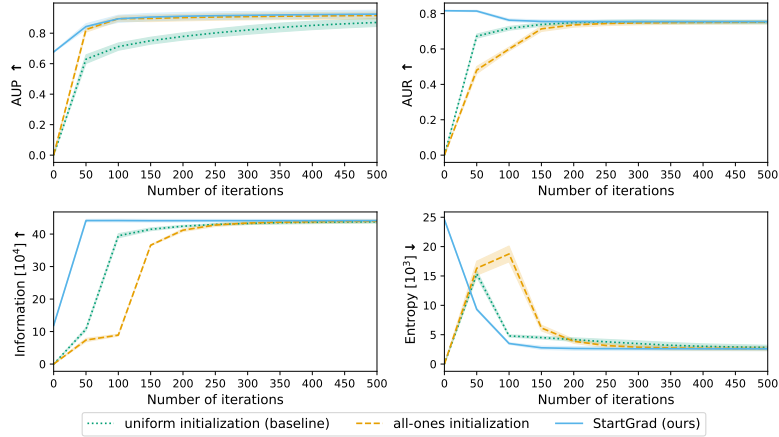 AUP ↑
0.8
0.6
0.4
0.2
0.0
0 50 100 150 200 250 300 350 400 450 500
Number of iterations
AUR ↑
0.8
0.6
0.4
0.2
0.0
0 50 100 150 200 250 300 350 400 450 500
Number of iterations
Information [10⁴] ↑
40
30
20
10
0
0 50 100 150 200 250 300 350 400 450 500
Number of iterations
Entropy [10³] ↓
25
20
15
10
5
0
0 50 100 150 200 250 300 350 400 450 500
Number of iterations
uniform initialization (baseline) all-ones initialization StartGrad (ours)